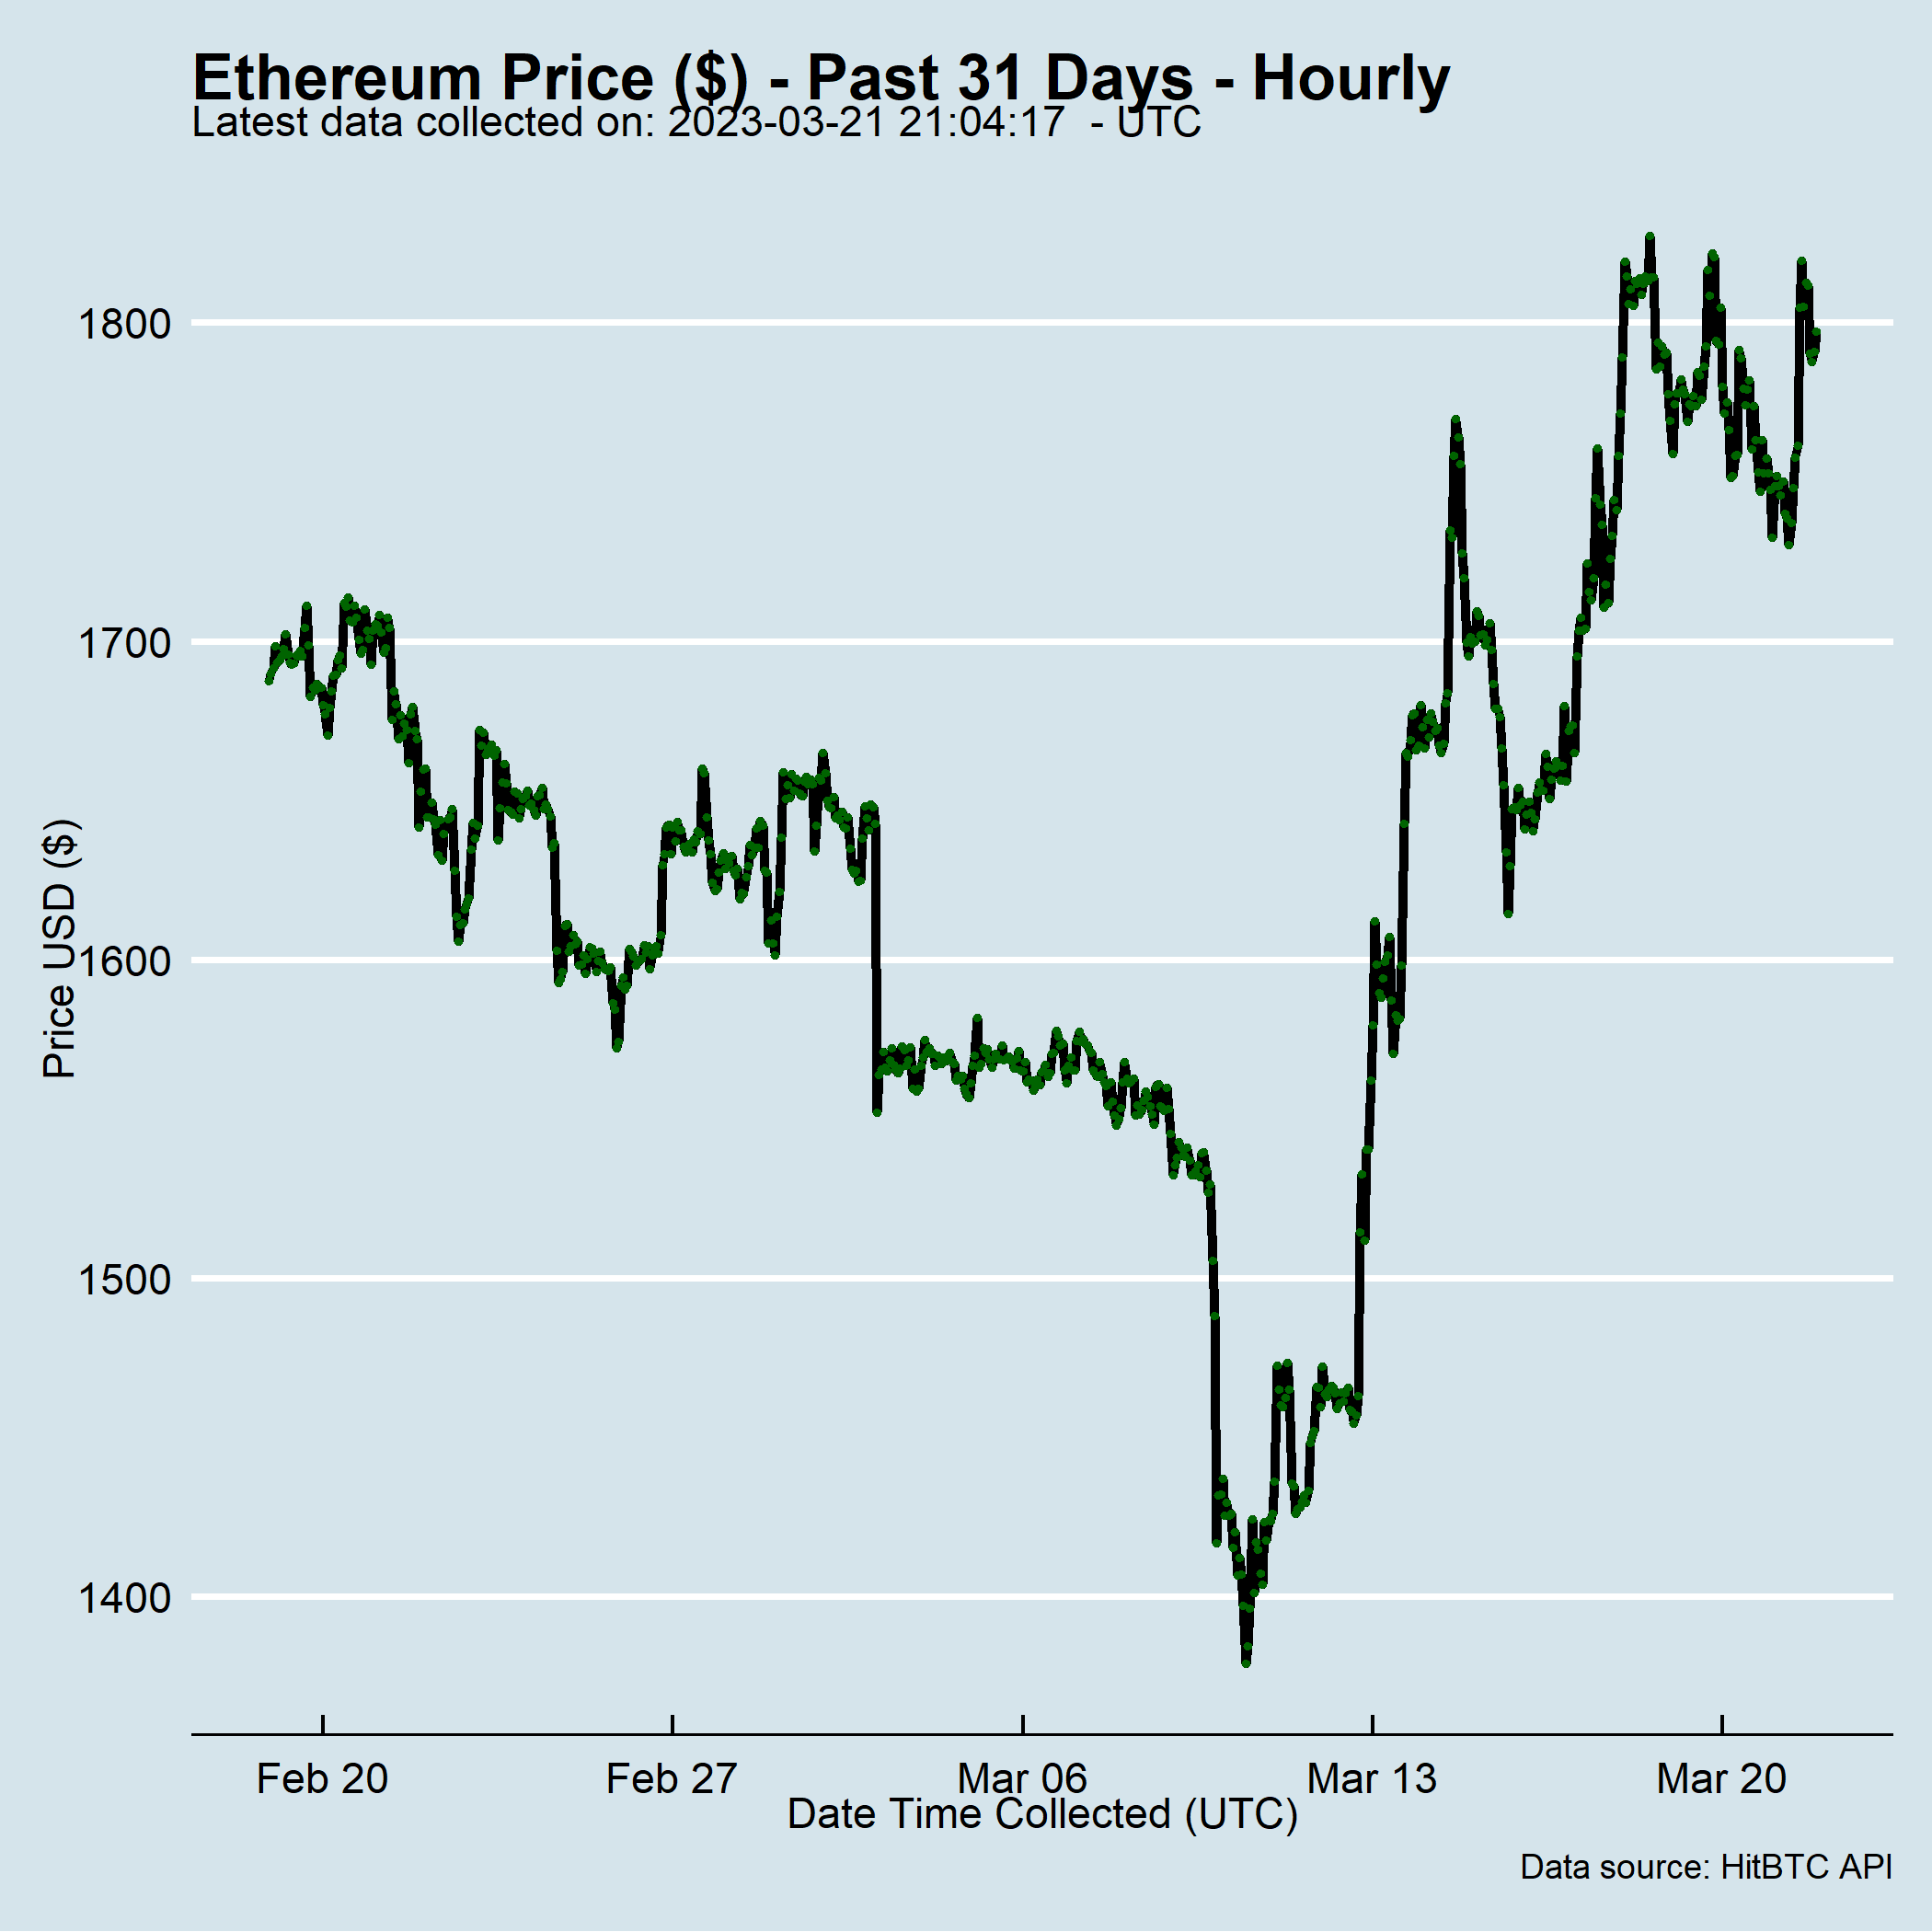 Ethereum Price ($) - Past 31 Days - Hourly
Latest data collected on: 2023-03-21 21:04:17  - UTC
Price USD ($)
1800
1700
1600
1500
1400
Feb 20
Feb 27
Mar 06
Mar 13
Mar 20
Date Time Collected (UTC)
Data source: HitBTC API